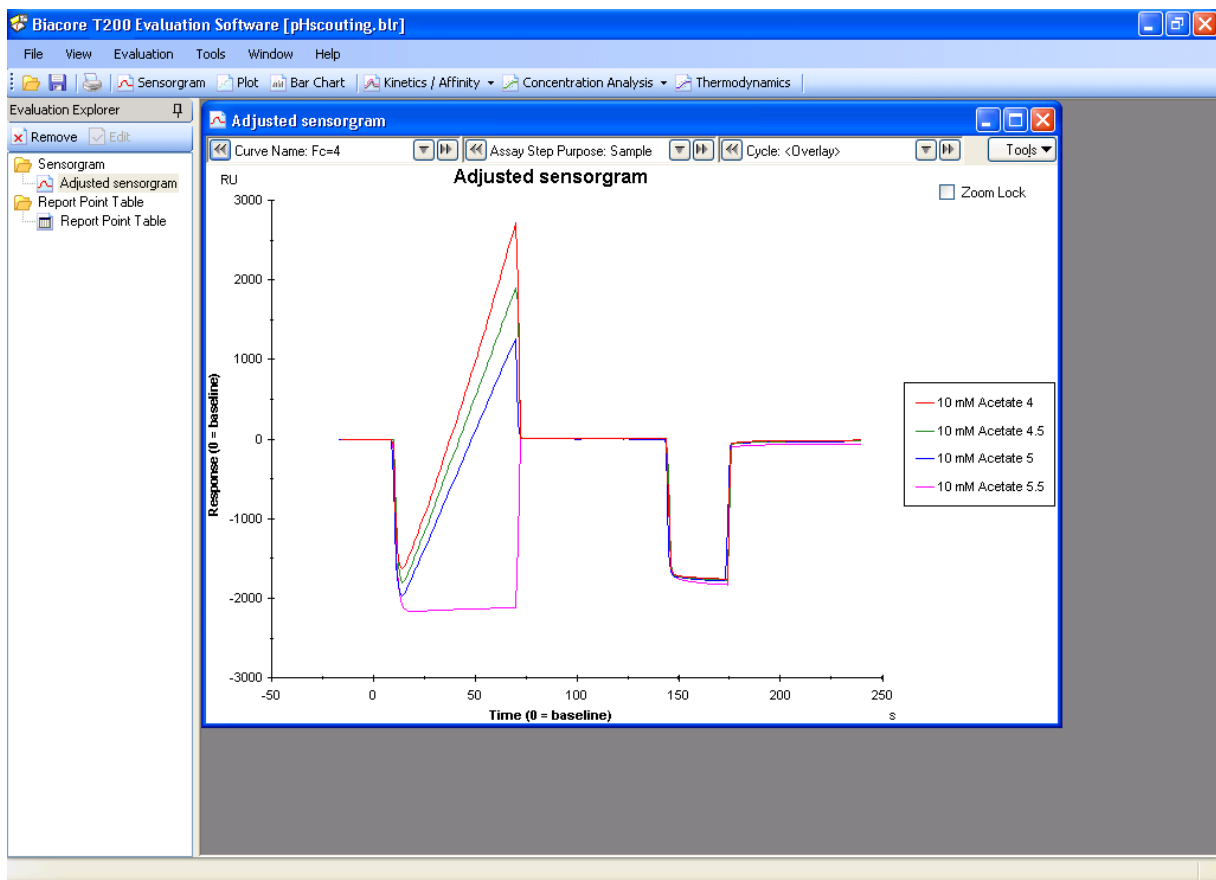 Biacore T200 Evaluation Software [pHscouting.blr]
File View Evaluation Tools Window Help
Sensorgram Plot Bar Chart Kinetics / Affinity Concentration Analysis Thermodynamics
Evaluation Explorer
Remove Edit
Sensorgram
Adjusted sensorgram
Report Point Table
Report Point Table
Adjusted sensorgram
Curve Name: Fc=4 Assay Step Purpose: Sample Cycle: <Overlay> Tools
Adjusted sensorgram
RU
Zoom Lock
3000
2000
1000
0
-1000
-2000
-3000
Response (0 = baseline)
-50 0 50 100 150 200 250
Time (0 = baseline)
s
10 mM Acetate 4
10 mM Acetate 4.5
10 mM Acetate 5
10 mM Acetate 5.5